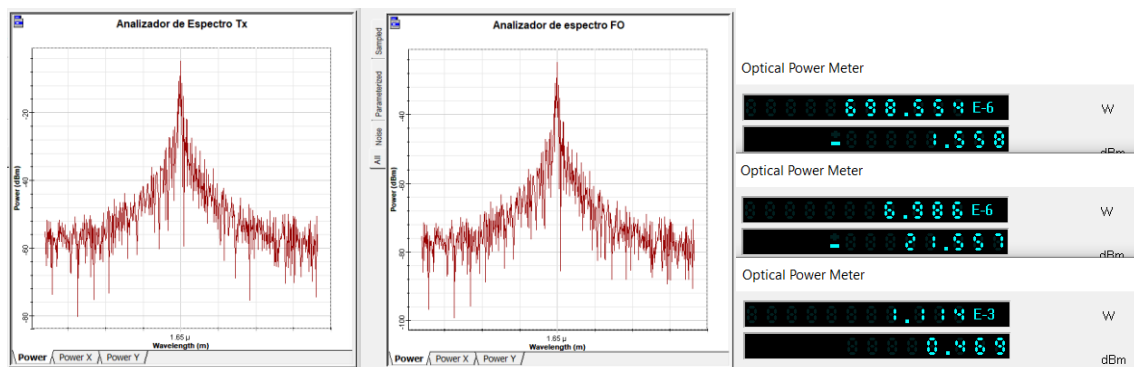 Analizador de Espectro Tx
Power (dBm)
-20
-40
-60
-80
1.65 µ
Wavelength (m)
Power
Power X
Power Y
Analizador de espectro FO
Sampled
Parameterized
Noise
All
Power (dBm)
-40
-60
-80
-100
1.65 µ
Wavelength (m)
Power
Power X
Power Y
Optical Power Meter
698.554 E-6 W
-1.558 dBm
Optical Power Meter
6.986 E-6 W
-21.557 dBm
Optical Power Meter
1.114 E-3 W
0.469 dBm